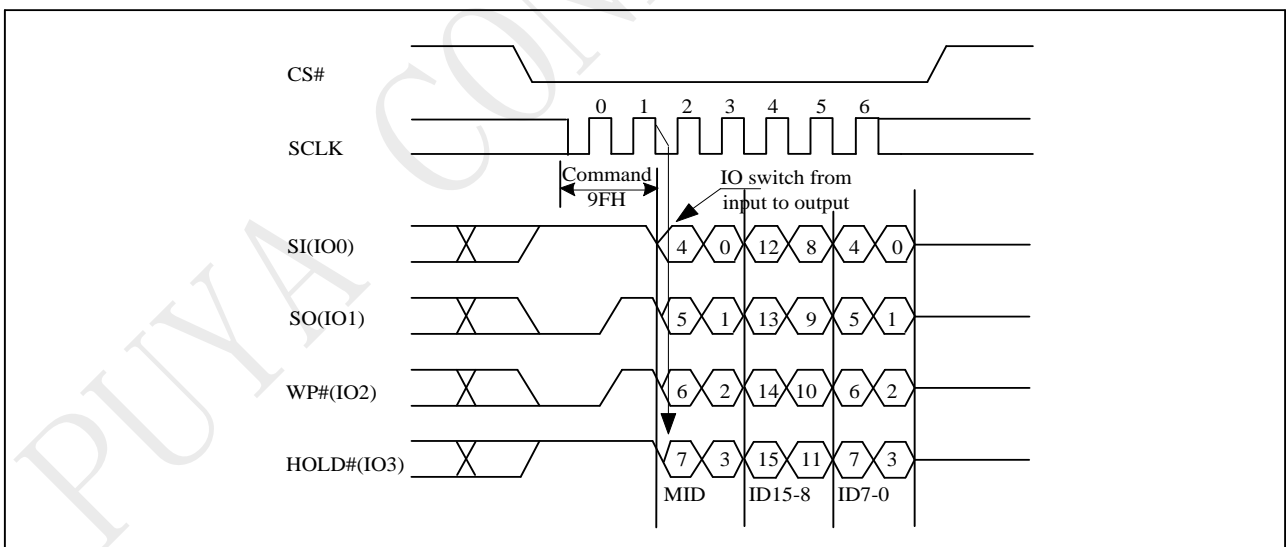 CS#
0 1 2 3 4 5 6
SCLK
Command
9FH
IO switch from
input to output
SI(IO0)
4 0 12 8 4 0
SO(IO1)
5 1 13 9 5 1
WP#(IO2)
6 2 14 10 6 2
HOLD#(IO3)
7 3 15 11 7 3
MID ID15-8 ID7-0
PUYA